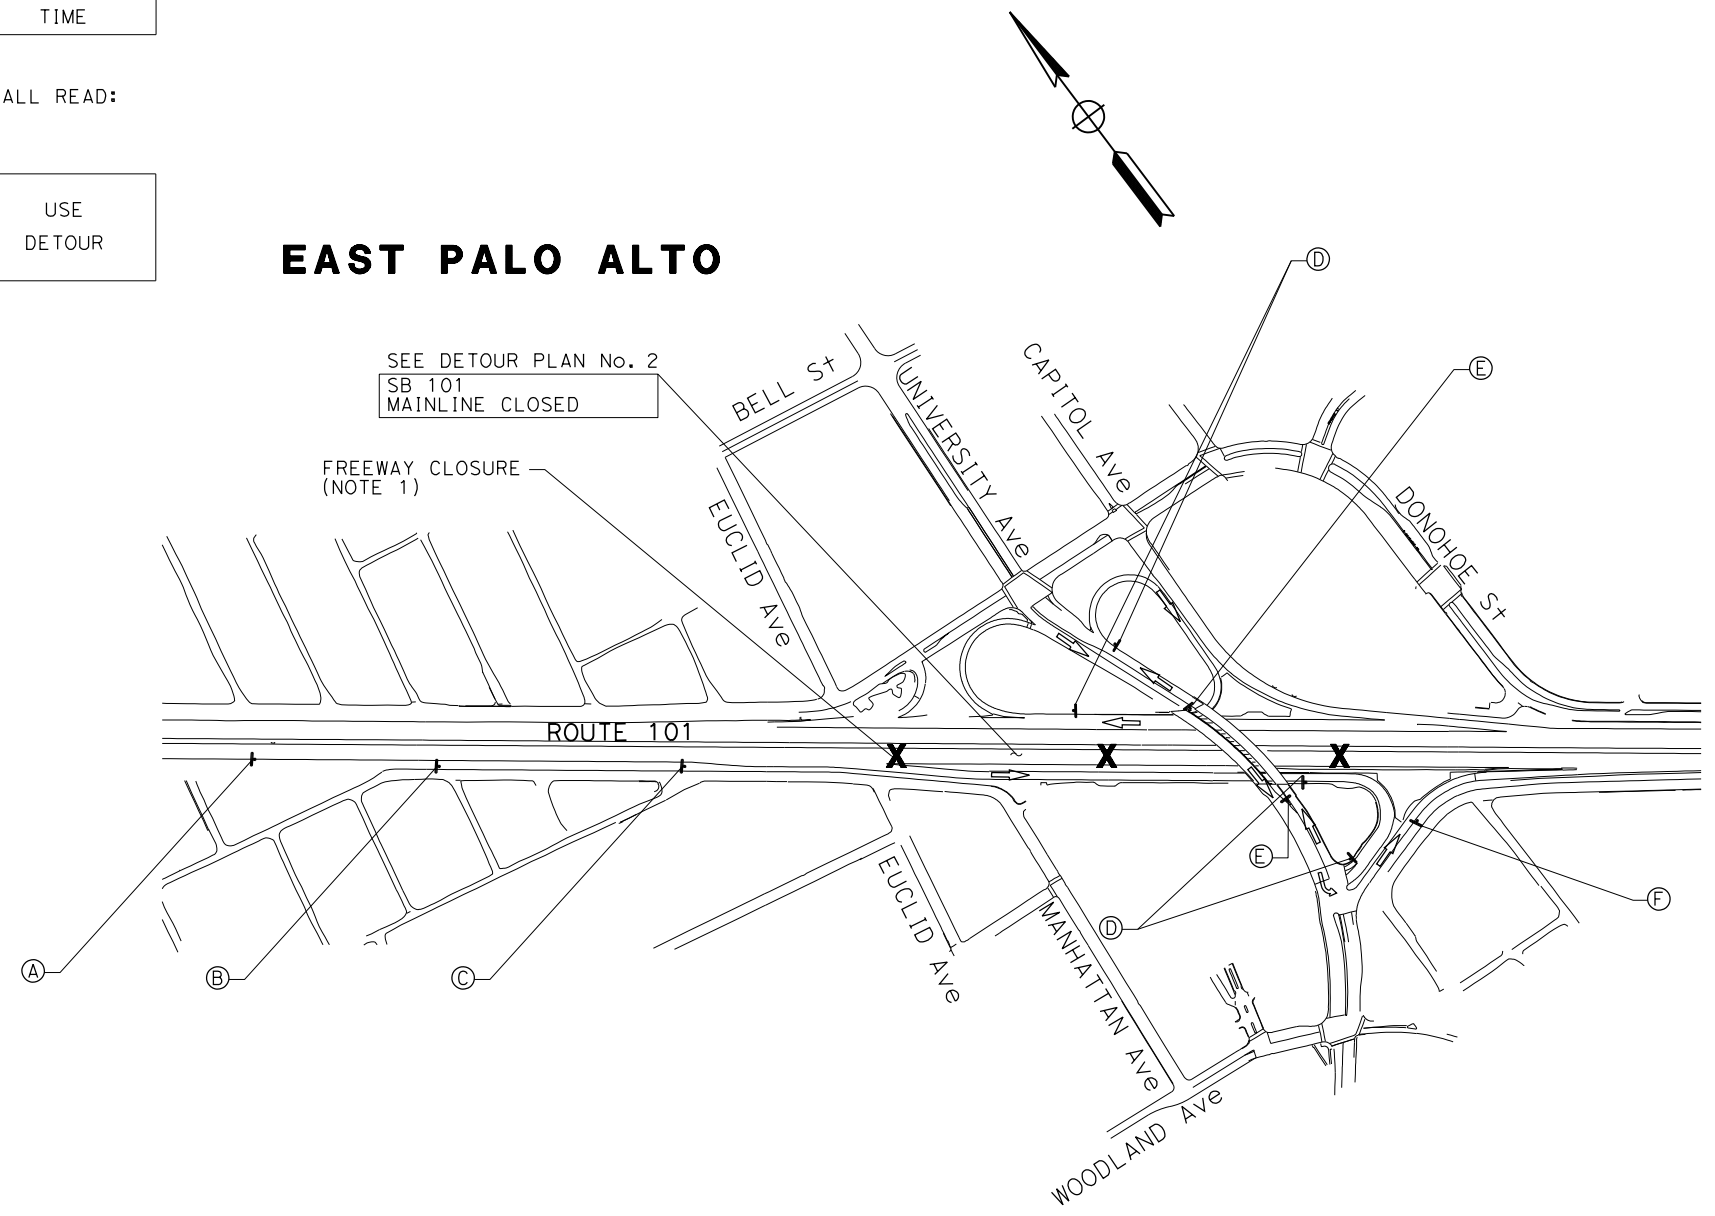 TIME
ALL READ:
USE
DETOUR
EAST PALO ALTO
SEE DETOUR PLAN No. 2
SB 101
MAINLINE CLOSED
FREEWAY CLOSURE
(NOTE 1)
BELL St
UNIVERSITY Ave
CAPITOL Ave
DONOHOE St
EUCLID Ave
ROUTE 101
X
X
X
EUCLID Ave
MANHATTAN Ave
WOODLAND Ave
D
E
A
B
C
D
E
F